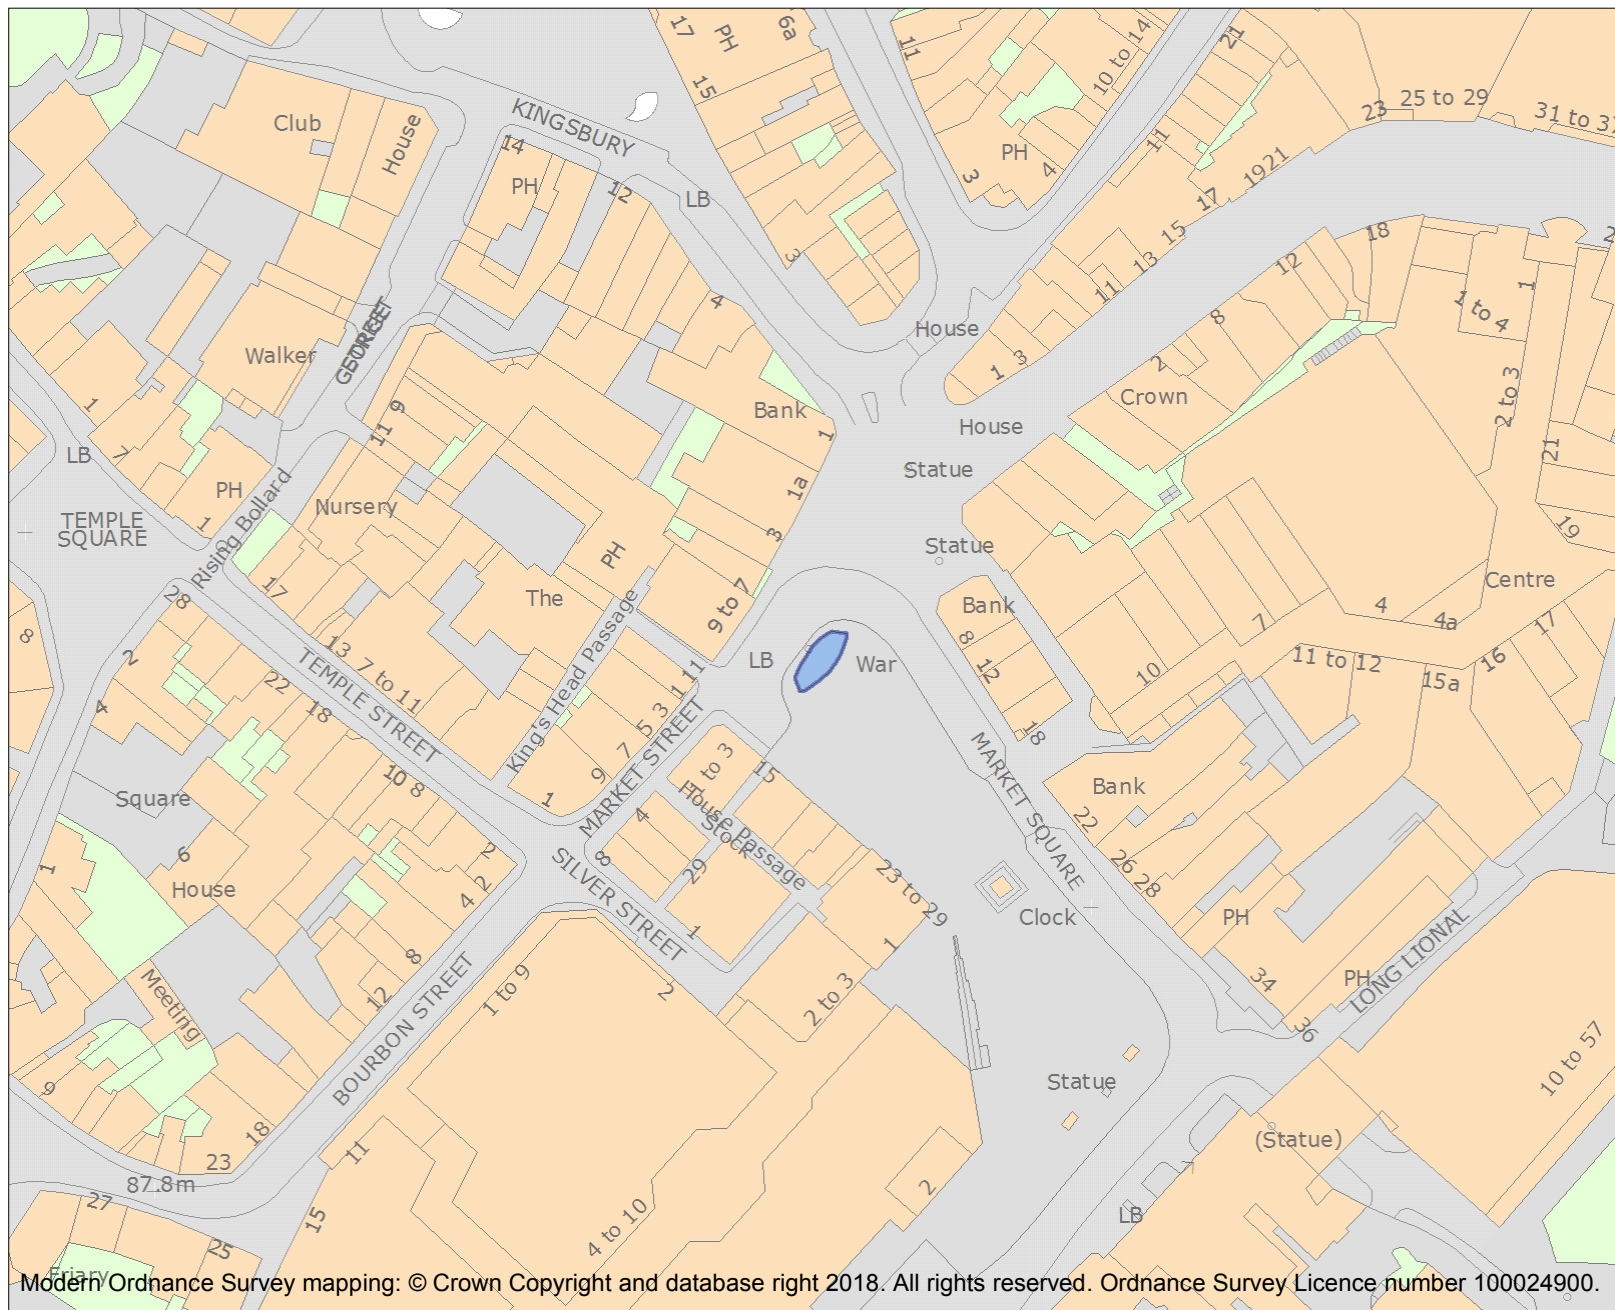 17
PH
6a
11
10 to 14
21
15
KINGSBURY
Club
House
14
PH
12
LB
3
PH
3
4
11
23
25 to 29
31 to 3
1921
17
15
13
11
18
12
1
1 to 4
2
4
House
8
2
Crown
1
3
House
2 to 3
21
Walker
GEORGE
STREET
1
7
LB
9
11
Bank
1
1a
3
Statue
Statue
PH
1
Rising Bollard
Nursery
TEMPLE
SQUARE
17
28
The
PH
9 to 7
King's Head Passage
Bank
8
12
18
19
Centre
4
4a
7
17
11 to 12
15a
16
10
8
2
4
22
18
TEMPLE STREET
13
7 to 11
LB
War
11
1
3
5
7
9
1
MARKET STREET
1 to 3
15
MARKET SQUARE
Bank
22
26
28
Square
6
House
1
10
8
2
2
4
8
12
4
8
House Passage
Stock
29
SILVER STREET
1
23 to 29
1
Clock
PH
34
PH
LONG LIONAL
36
Meeting
BOURBON STREET
1 to 9
2
2 to 3
Statue
10 to 57
(Statue)
9
18
23
87.8m
27
25
15
11
4 to 10
2
LB
Friary
Modern Ordnance Survey mapping: © Crown Copyright and database right 2018. All rights reserved. Ordnance Survey Licence number 100024900.